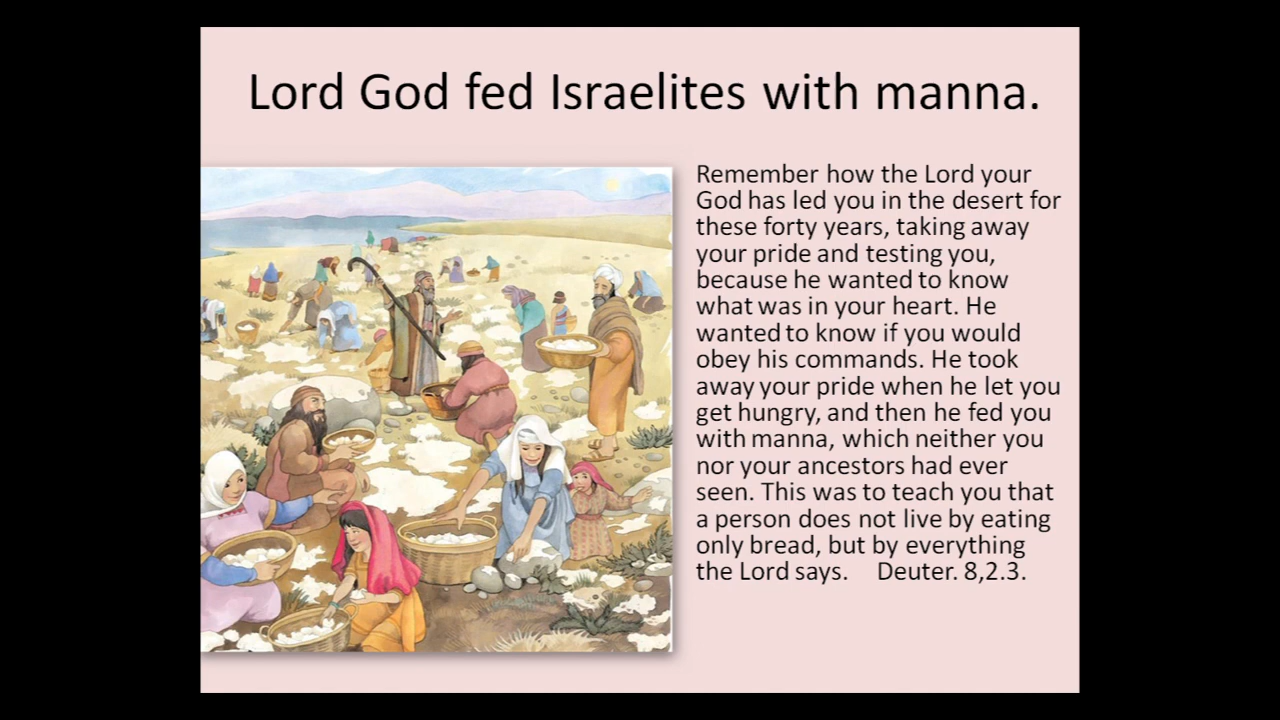 Lord God fed Israelites with manna.
Remember how the Lord your
God has led you in the desert for
these forty years, taking away
your pride and testing you,
because he wanted to know
what was in your heart. He
wanted to know if you would
obey his commands. He took
away your pride when he let you
get hungry, and then he fed you
with manna, which neither you
nor your ancestors had ever
seen. This was to teach you that
a person does not live by eating
only bread, but by everything
the Lord says. Deuter. 8,2.3.